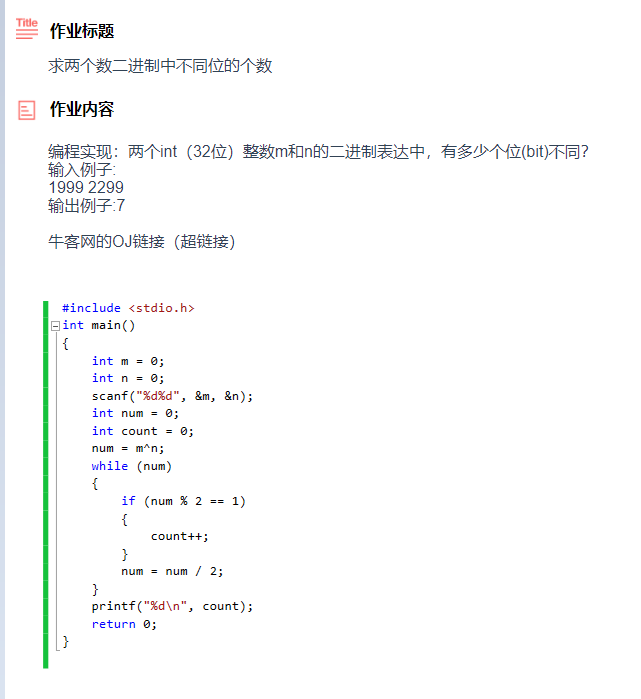 Title
作业标题
求两个数二进制中不同位的个数
作业内容
编程实现：两个int（32位）整数m和n的二进制表达中，有多少个位(bit)不同？
输入例子:
1999 2299
输出例子:7
牛客网的OJ链接（超链接）
#include <stdio.h>
int main()
{
    int m = 0;
    int n = 0;
    scanf("%d%d", &m, &n);
    int num = 0;
    int count = 0;
    num = m^n;
    while (num)
    {
        if (num % 2 == 1)
        {
            count++;
        }
        num = num / 2;
    }
    printf("%d\n", count);
    return 0;
}